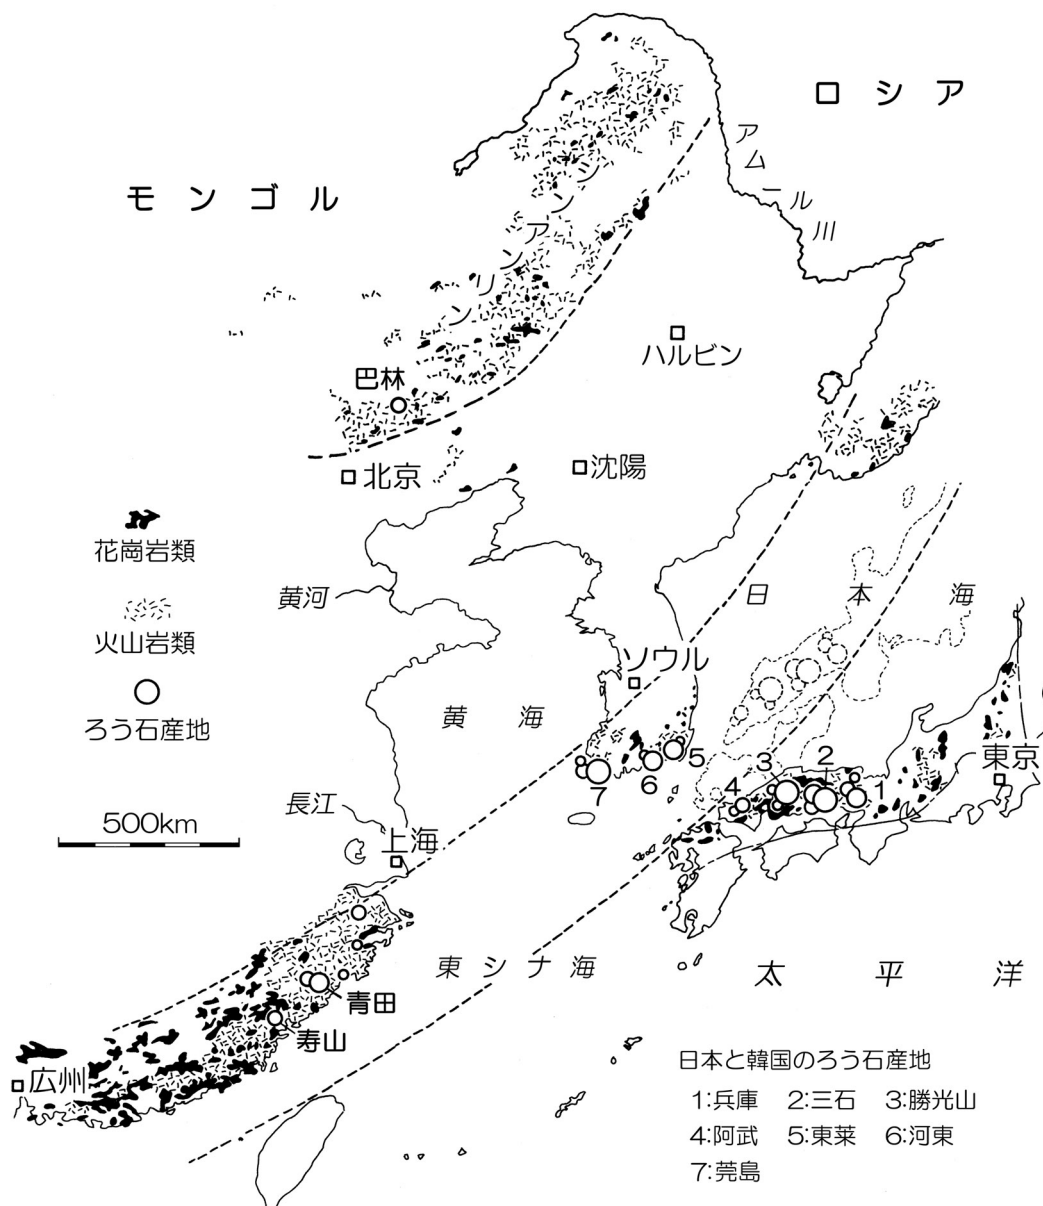 ロシア
アムール川
モンゴル
シンアンリン
ハルビン
巴林
北京
沈陽
花崗岩類
黄河
日本海
火山岩類
ソウル
ろう石産地
黄海
5
3
2
東京
6
7
4
1
長江
500km
上海
東シナ海
太平洋
青田
寿山
広州
日本と韓国のろう石産地
1:兵庫 2:三石 3:勝光山
4:阿武 5:東莱 6:河東
7:莞島